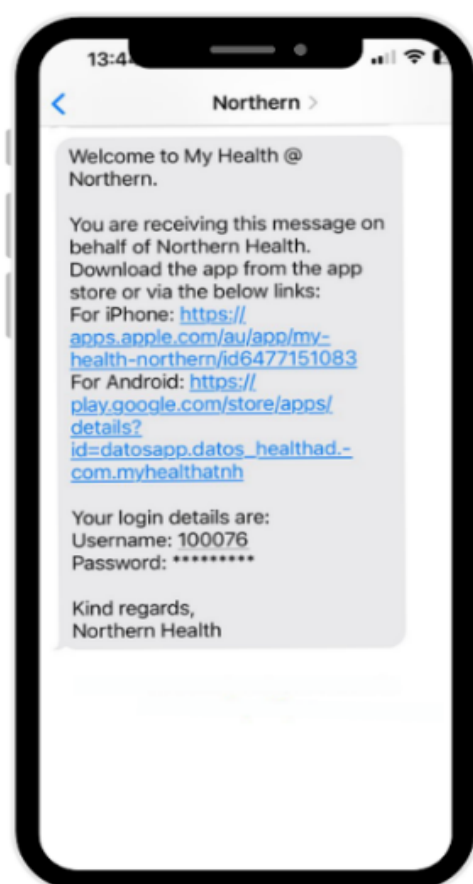 13:4
Northern
Welcome to My Health @
Northern.
You are receiving this message on
behalf of Northern Health.
Download the app from the app
store or via the below links:
For iPhone: https://
apps.apple.com/au/app/my-
health-northern/id6477151083
For Android: https://
play.google.com/store/apps/
details?
id=datosapp.datos_healthad.-
com.myhealthatnh
Your login details are:
Username: 100076
Password: *********
Kind regards,
Northern Health